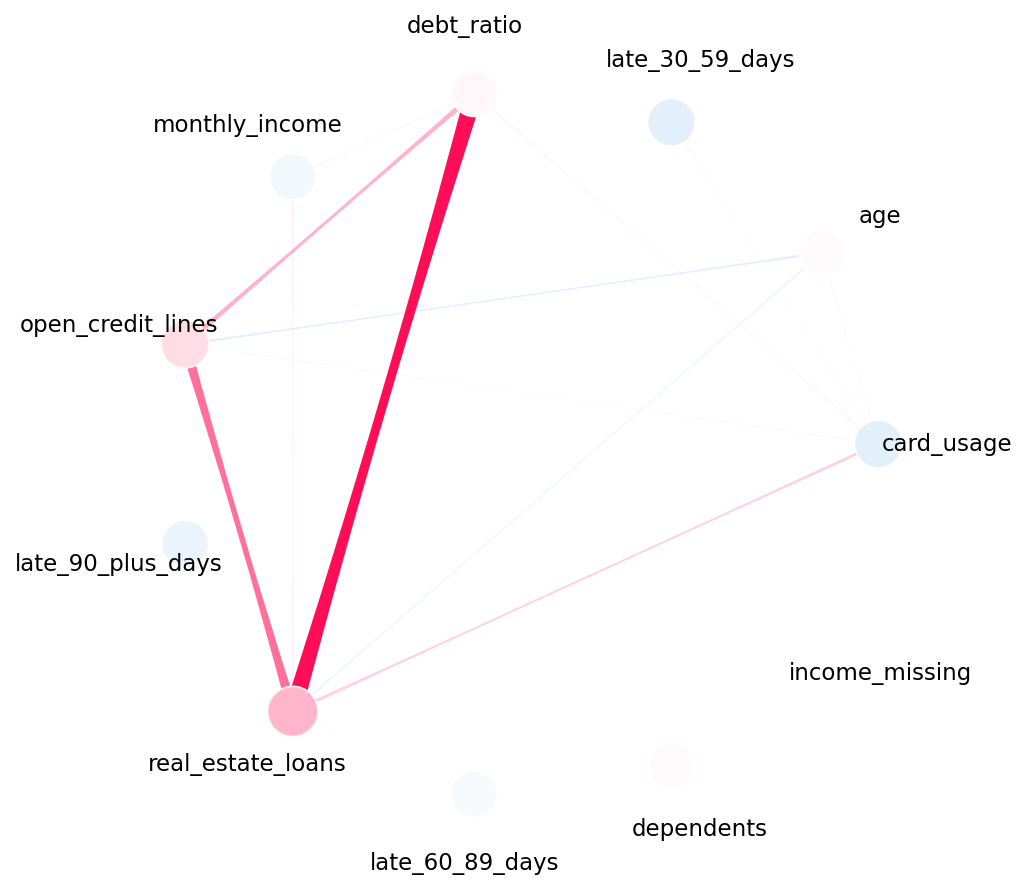 debt_ratio
late_30_59_days
monthly_income
age
open_credit_lines
card_usage
late_90_plus_days
income_missing
real_estate_loans
dependents
late_60_89_days